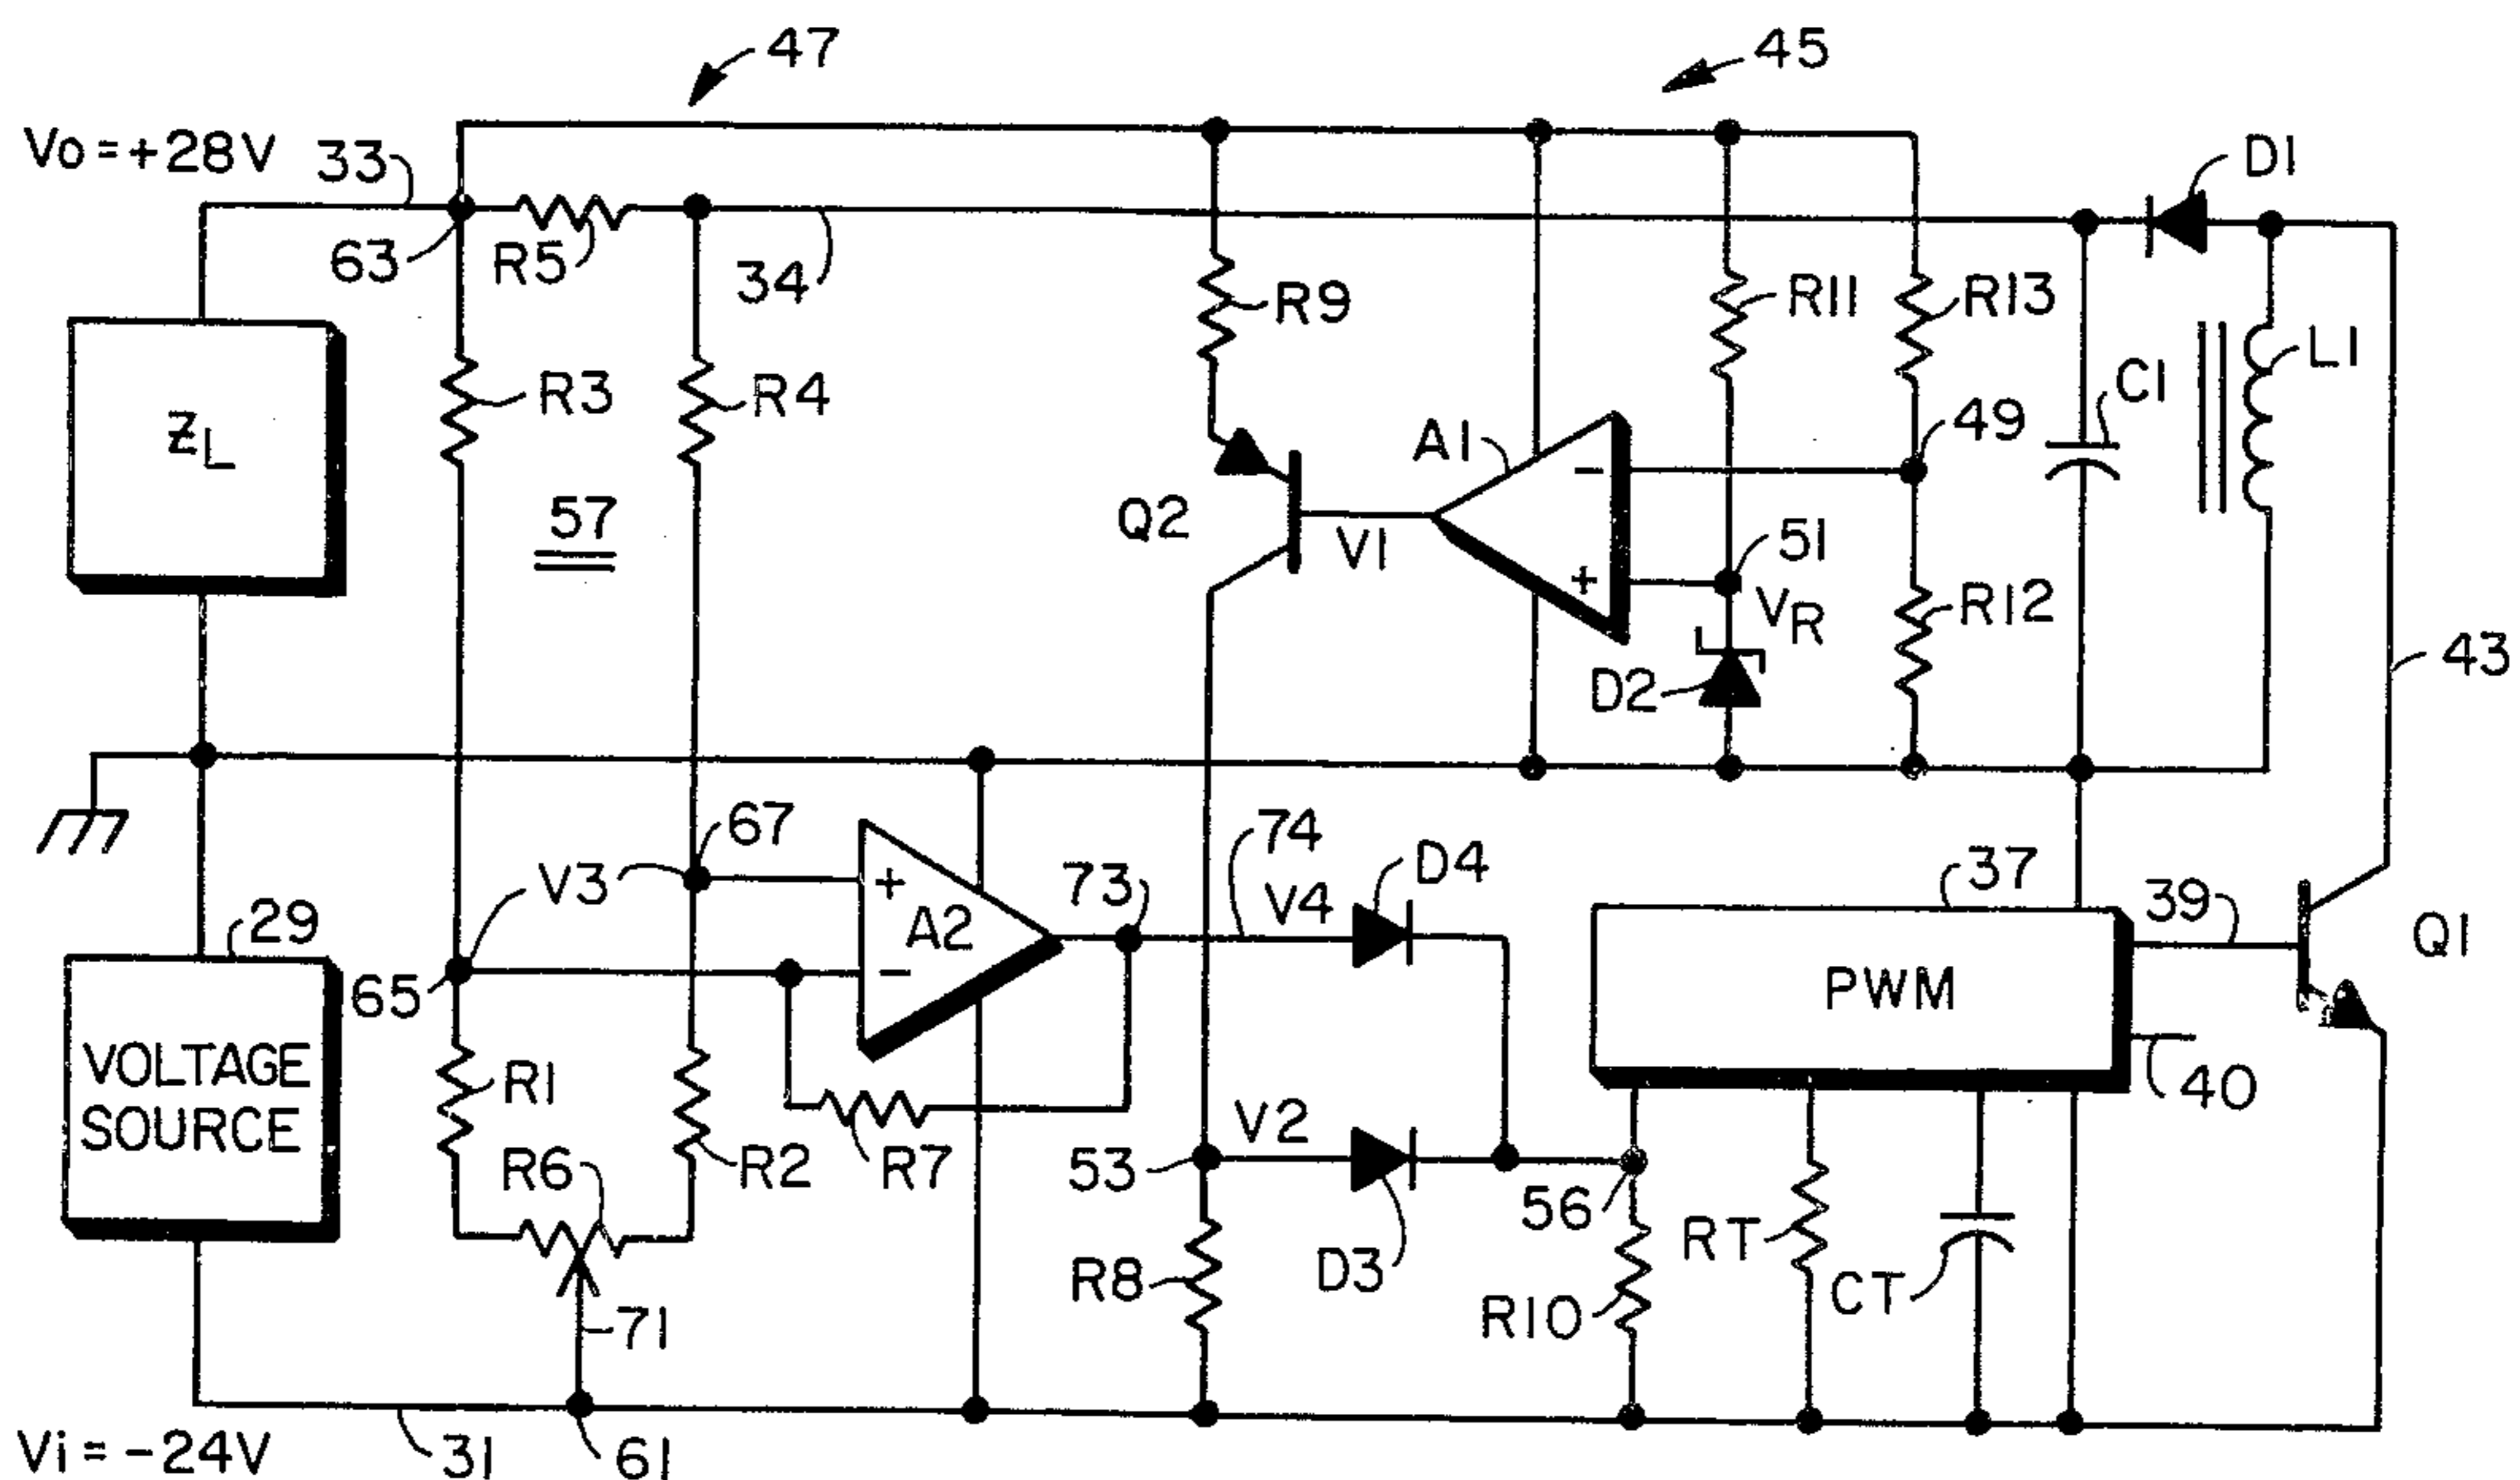 47
45
Vo = +28V
33
D1
63
R5
34
R9
R11
R13
L1
ZL
R3
R4
C1
A1
49
57
Q2
V1
51
VR
R12
D2
43
67
V3
74
73
D4
V4
37
39
29
A2
Q1
65
PWM
VOLTAGE
SOURCE
R1
40
R6
R2
R7
V2
53
56
RT
R8
D3
R10
CT
71
Vi = -24V
31
61